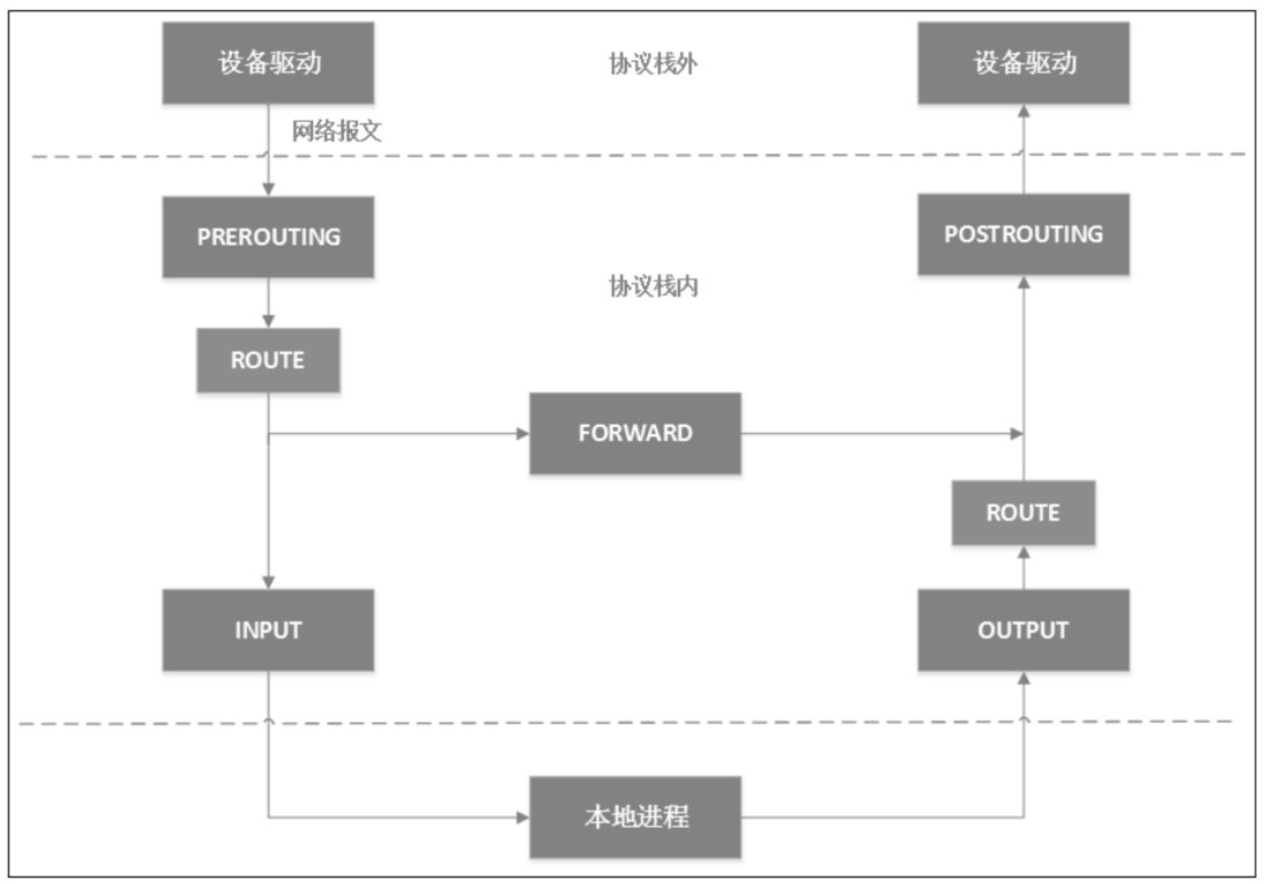 设备驱动
协议栈外
设备驱动
网络报文
PREROUTING
POSTROUTING
协议栈内
ROUTE
FORWARD
ROUTE
INPUT
OUTPUT
本地进程